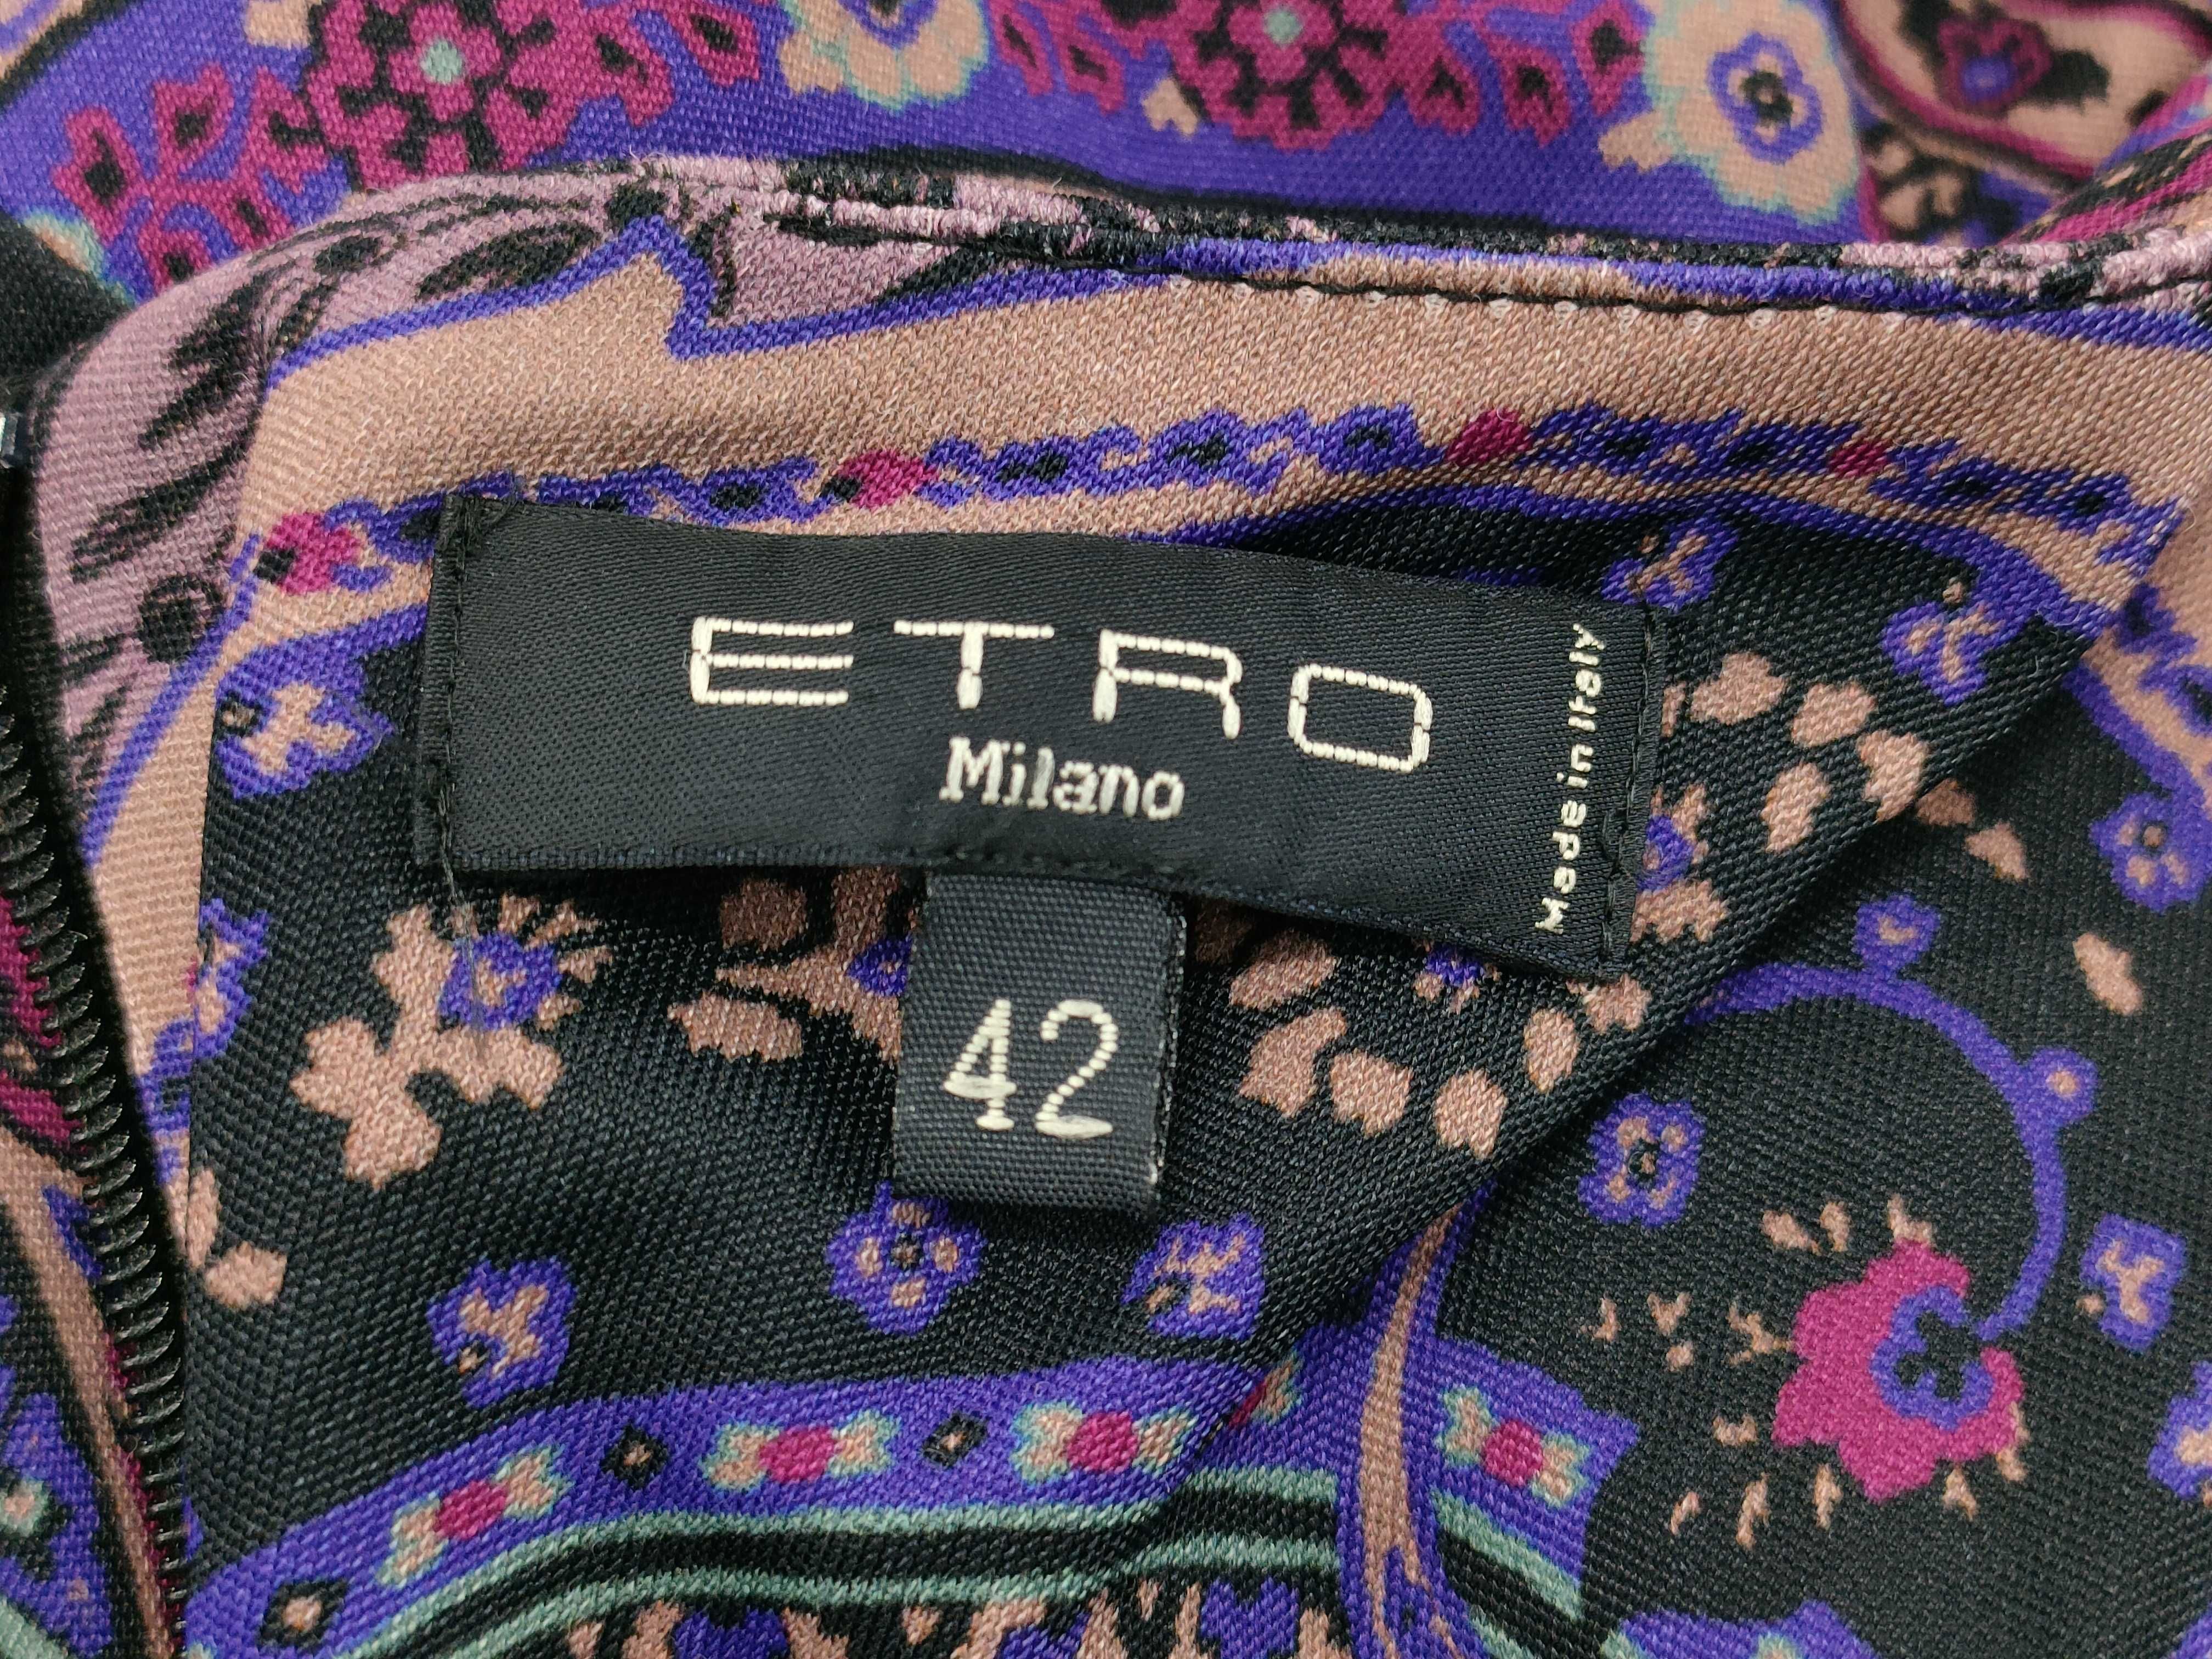 ETRO
Milano
Made in Italy
42